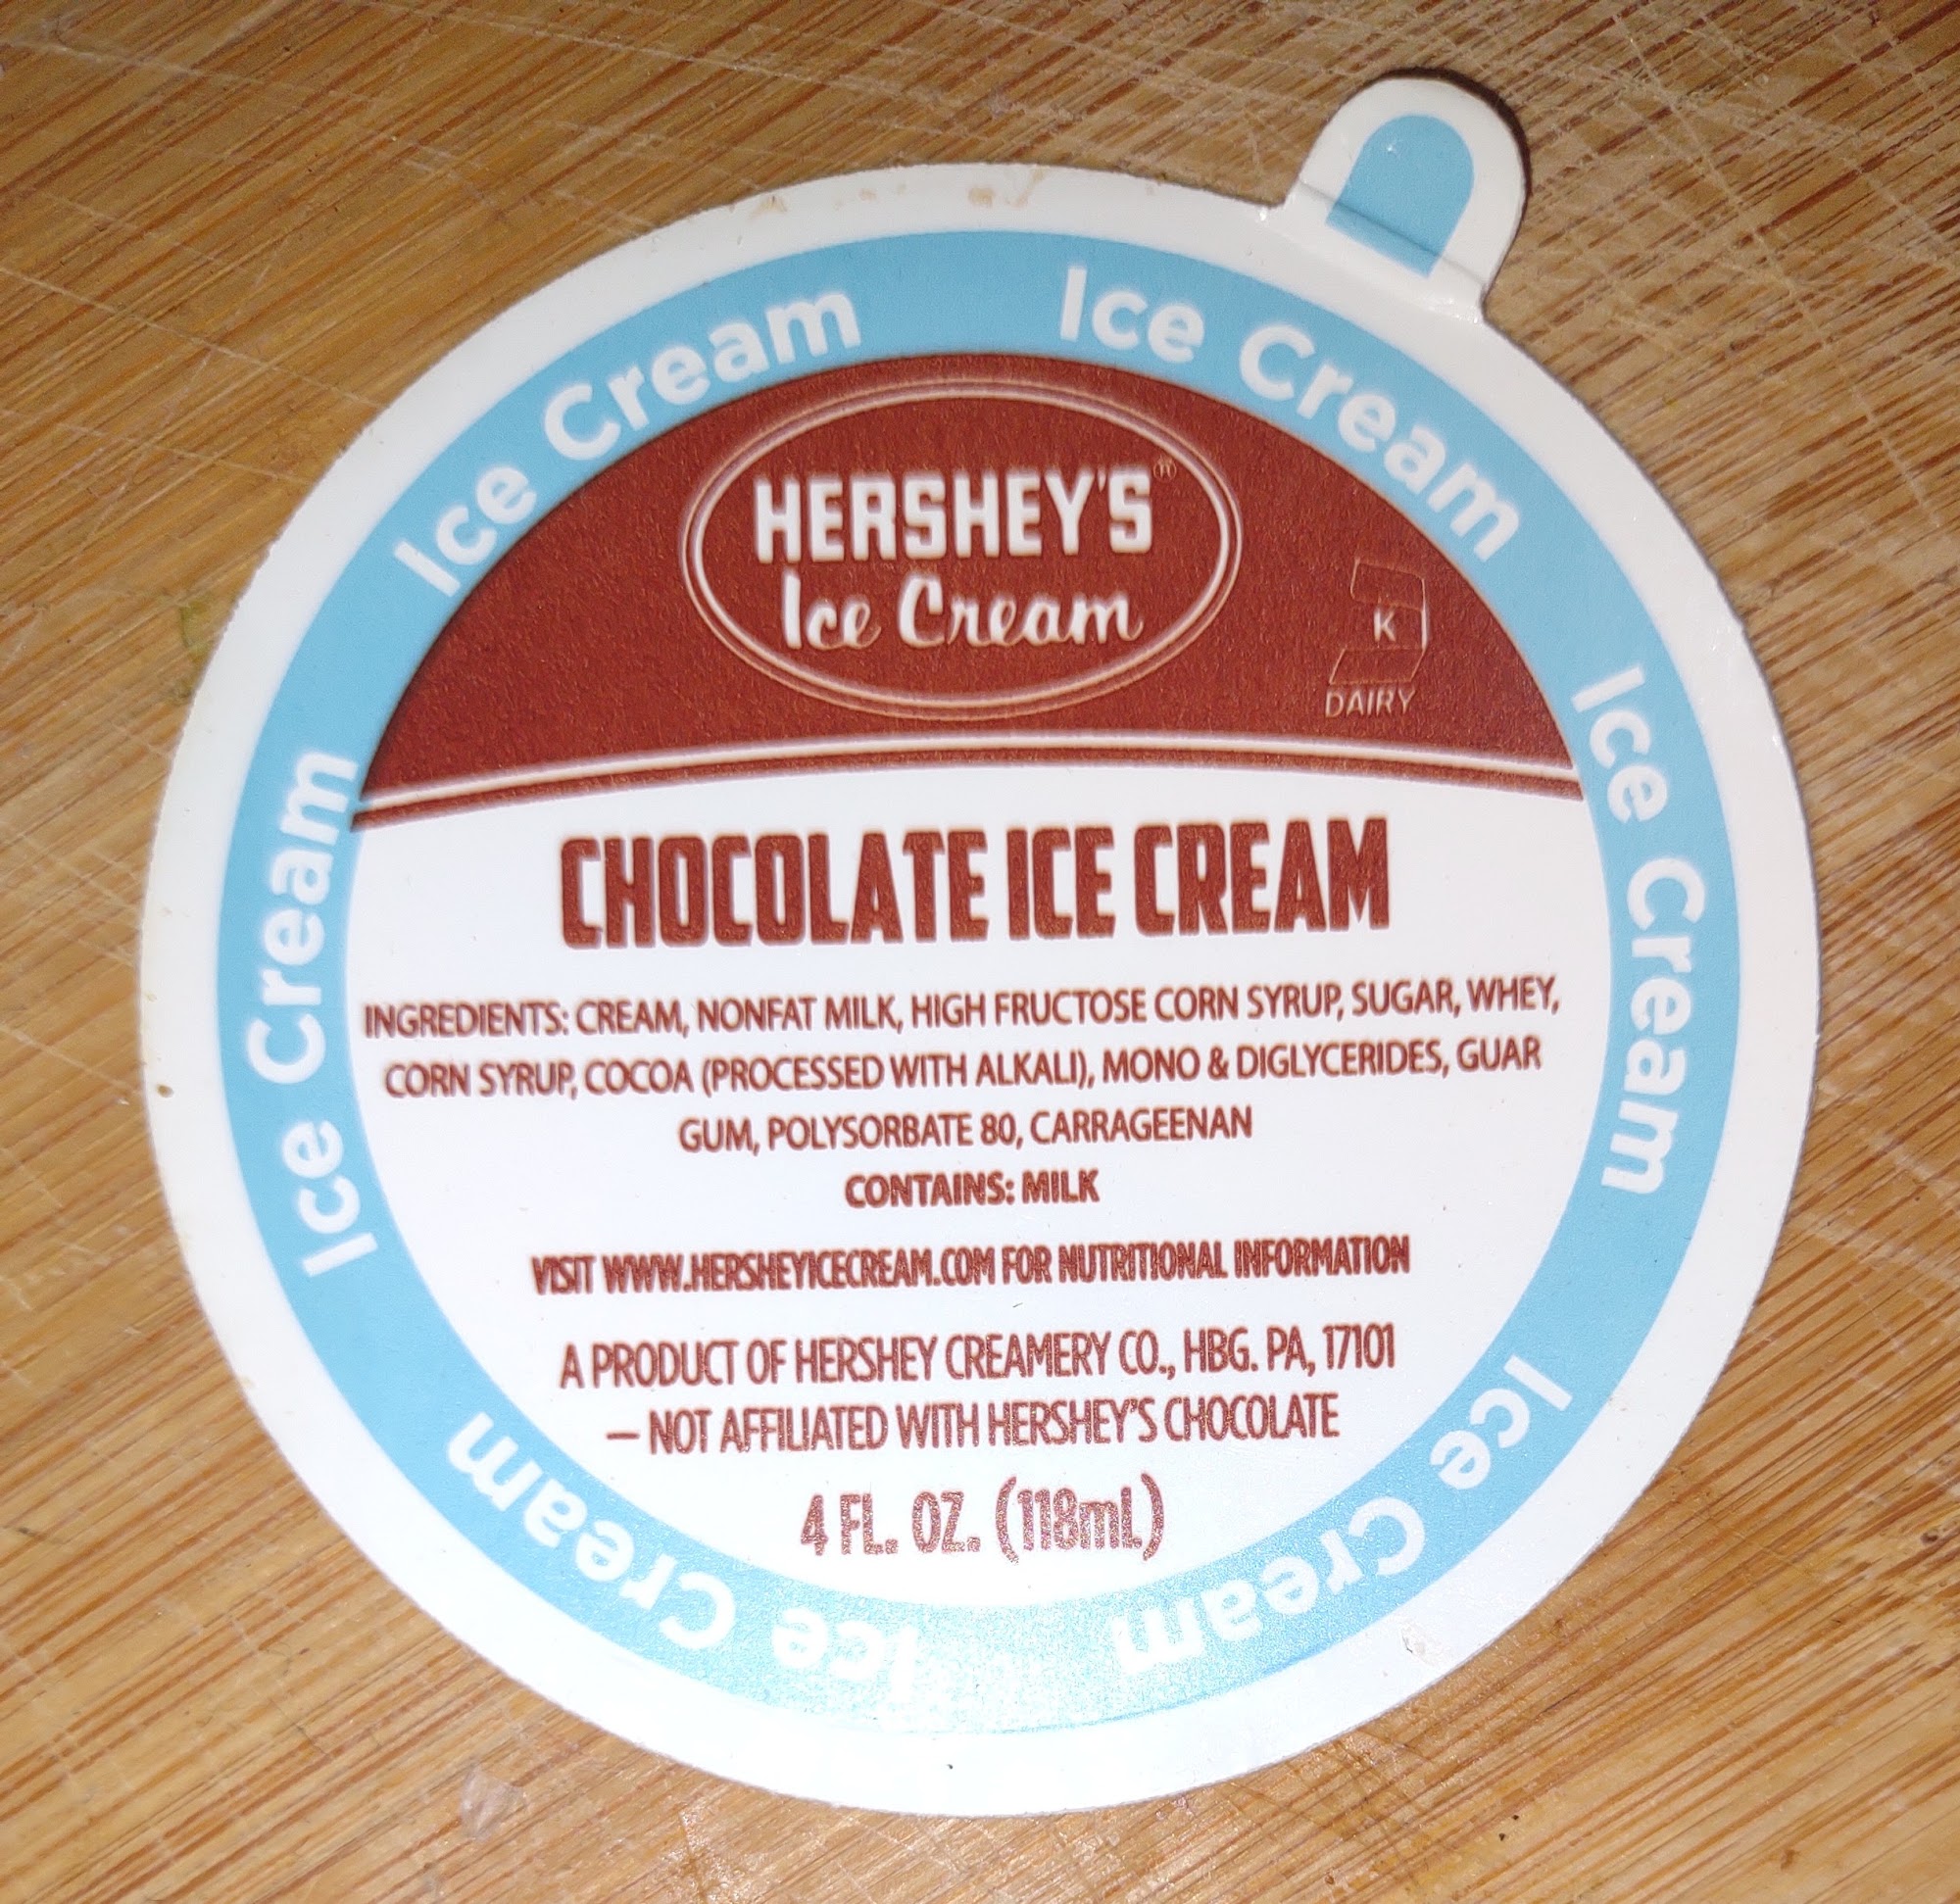 Ice Cream
Ice Cream
Ice Cream
Ice Cream
Ice Cream
Ice Cream
HERSHEY'S®
Ice Cream
K
DAIRY
CHOCOLATE ICE CREAM
INGREDIENTS: CREAM, NONFAT MILK, HIGH FRUCTOSE CORN SYRUP, SUGAR, WHEY,
CORN SYRUP, COCOA (PROCESSED WITH ALKALI), MONO & DIGLYCERIDES, GUAR
GUM, POLYSORBATE 80, CARRAGEENAN
CONTAINS: MILK
VISIT WWW.HERSHEYICECREAM.COM FOR NUTRITIONAL INFORMATION
A PRODUCT OF HERSHEY CREAMERY CO., HBG. PA, 17101
— NOT AFFILIATED WITH HERSHEY'S CHOCOLATE
4 FL. OZ. (118mL)